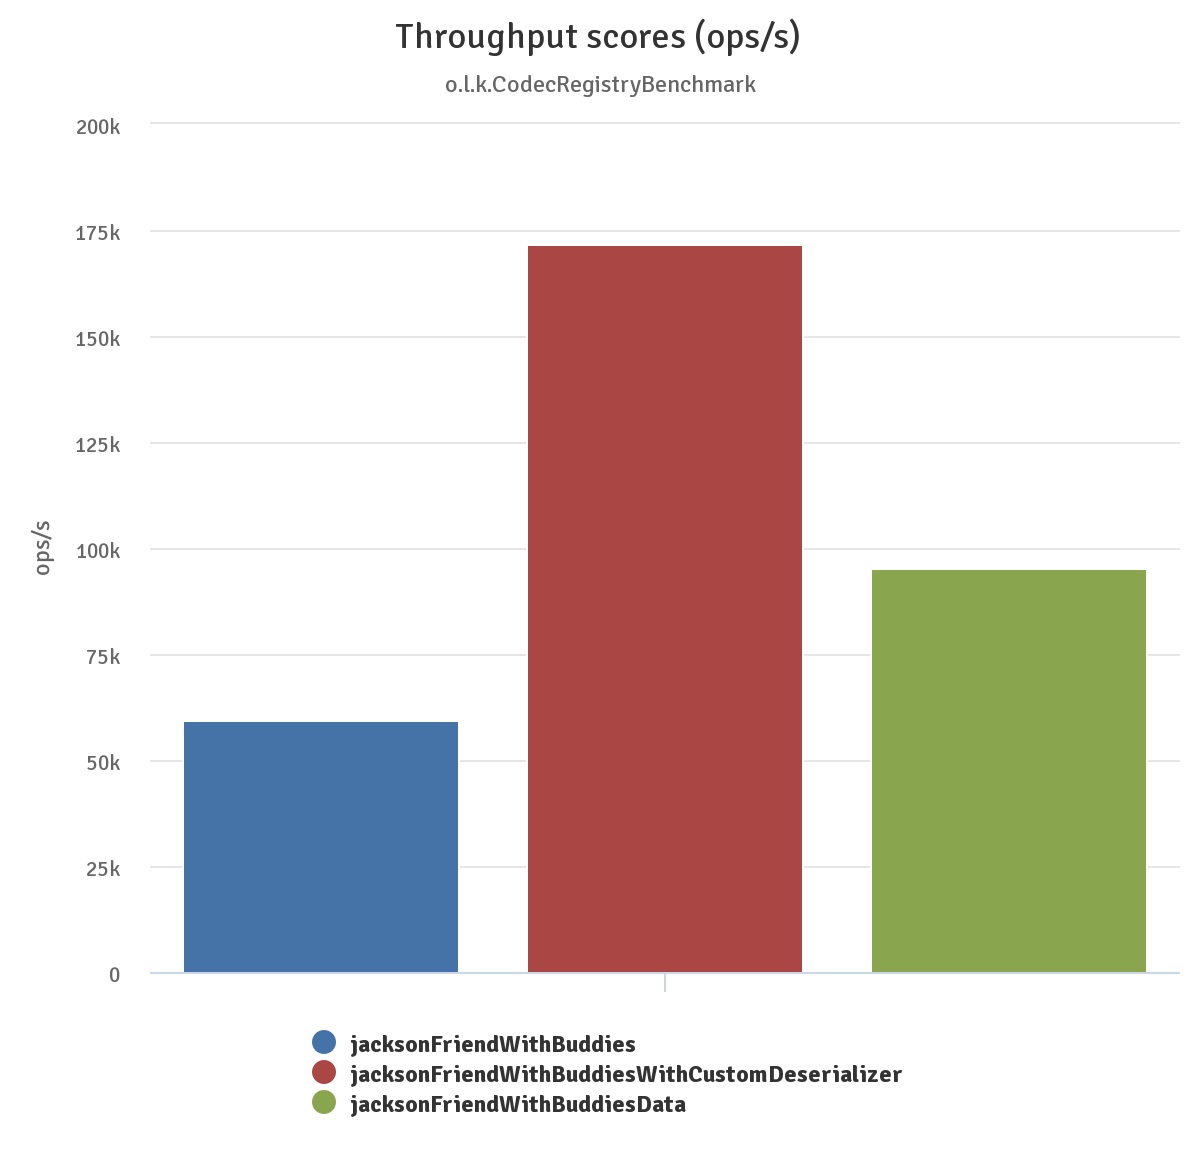 Throughput scores (ops/s)
o.l.k.CodecRegistryBenchmark
200k
175k
150k
125k
100k
75k
50k
25k
0
ops/s
jacksonFriendWithBuddies
jacksonFriendWithBuddiesWithCustomDeserializer
jacksonFriendWithBuddiesData